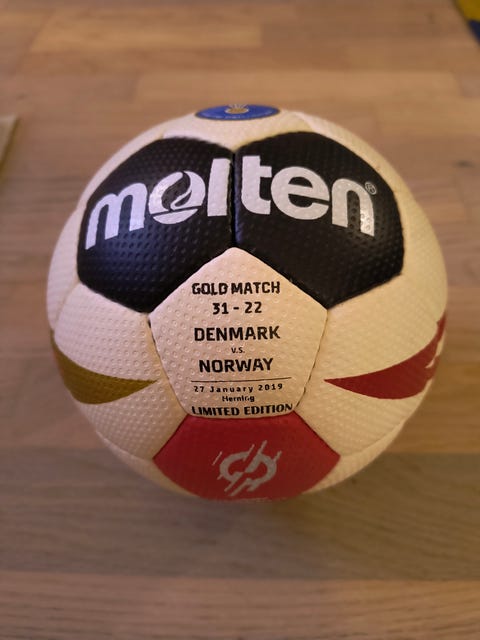 molten®
GOLD MATCH
31 - 22
DENMARK
v.s.
NORWAY
27 January 2019
Herning
LIMITED EDITION